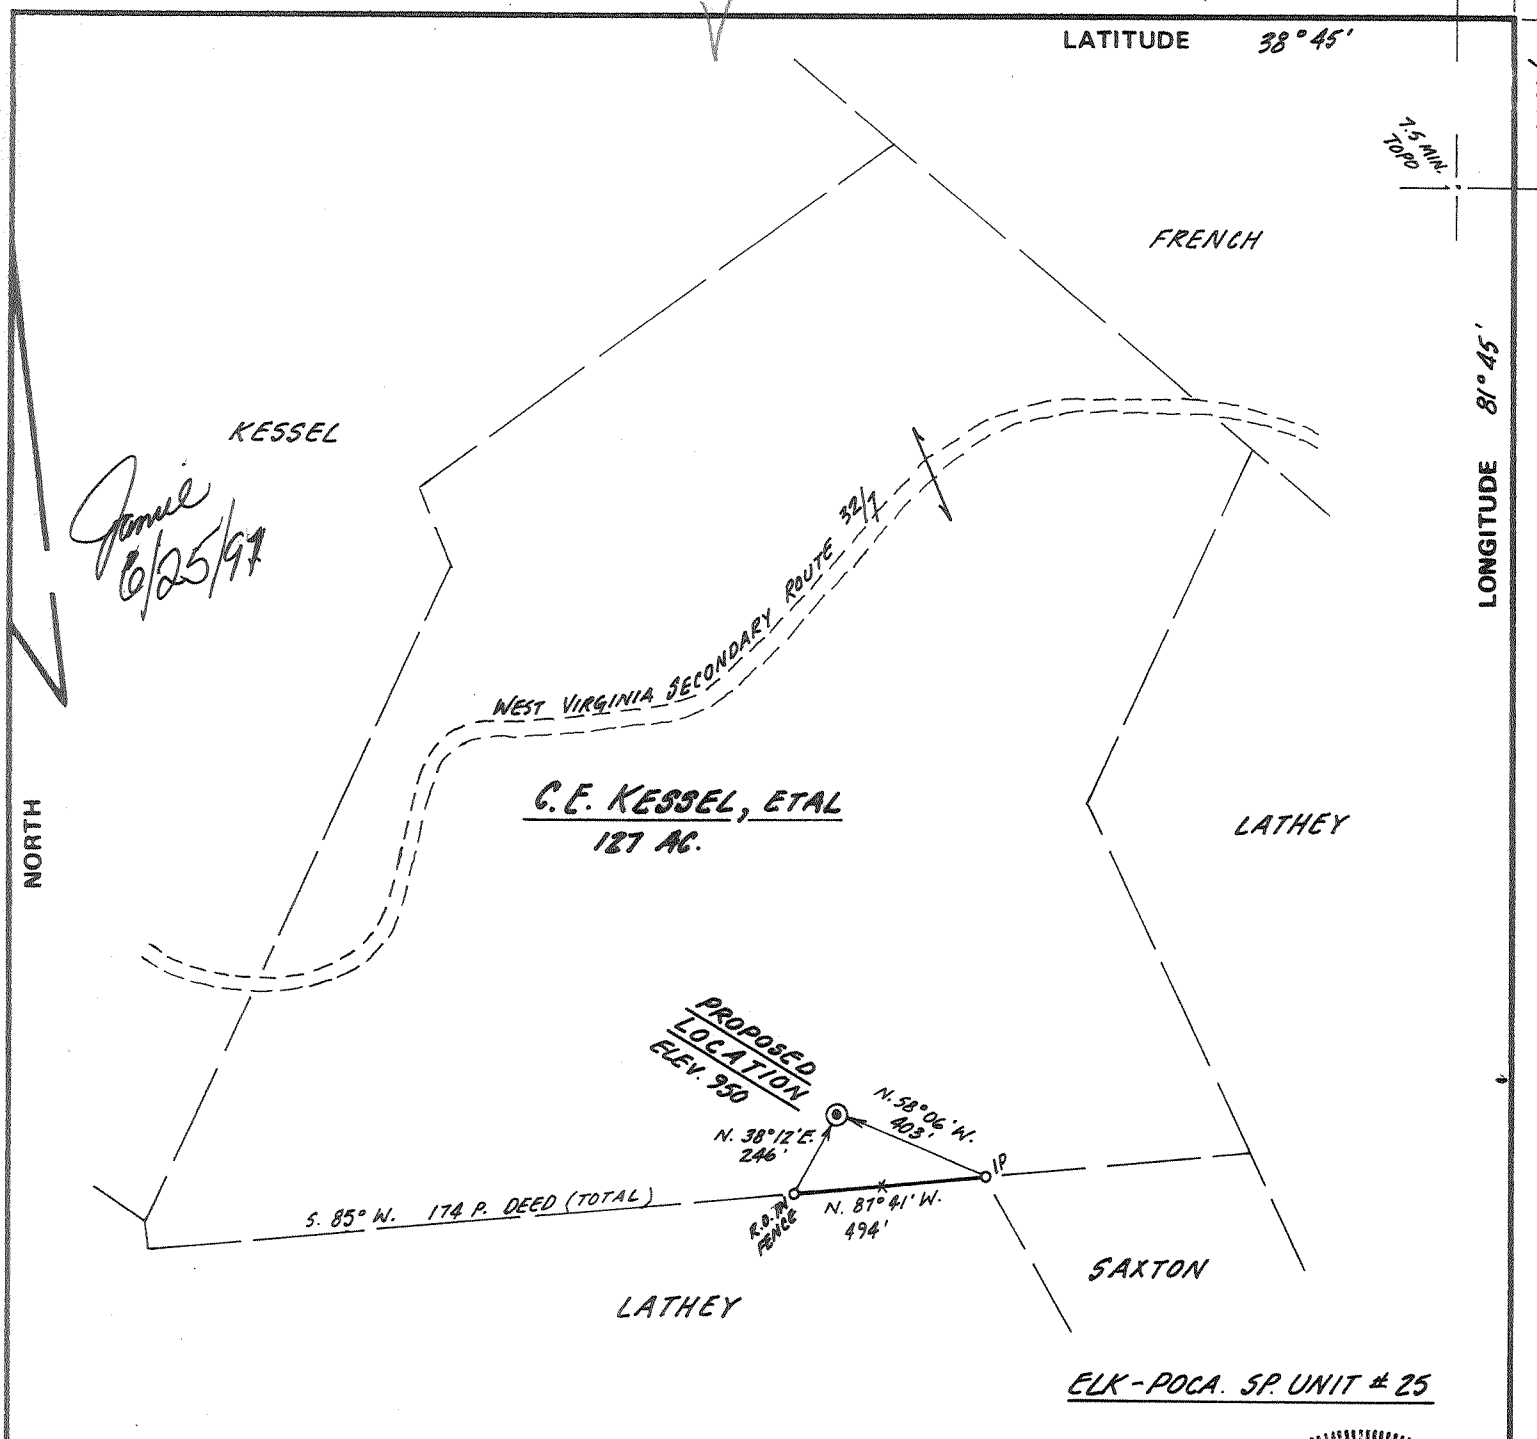 LATITUDE 38°45'
7.5 MIN.
TOPO
FRENCH
LONGITUDE 81°45'
KESSEL
6/25/97
WEST VIRGINIA SECONDARY ROUTE 32/7
C.E. KESSEL, ETAL
127 AC.
LATHEY
NORTH
PROPOSED
LOCATION
ELEV. 950
N. 58°06' W.
403'
N. 38°12' E.
246'
IP
S. 85° W. 174 P. DEED (TOTAL)
R.O. IN
FENCE
N. 87°41' W.
494'
SAXTON
LATHEY
ELK-POCA. SP. UNIT # 25